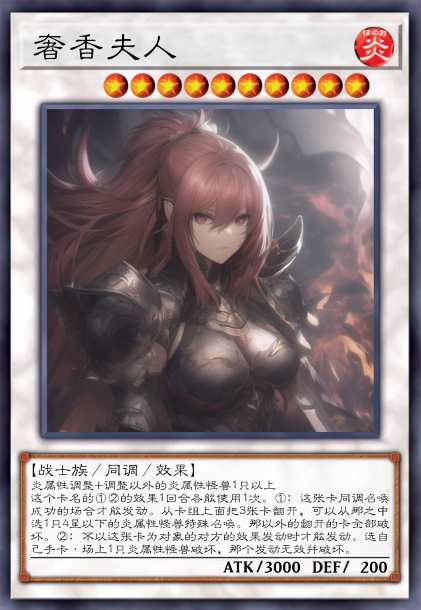 奢香夫人
ほのお
炎
【战士族／同调／效果】
炎属性调整+调整以外的炎属性怪兽1只以上
这个卡名的①②的效果1回合各能使用1次。①：这张卡同调召唤
成功的场合才能发动。从卡组上面把3张卡翻开，可以从那之中
选1只4星以下的炎属性怪兽特殊召唤。那以外的翻开的卡全部破
坏。②：不以这张卡为对象的对方的效果发动时才能发动。选自
己手卡·场上1只炎属性怪兽破坏，那个发动无效并破坏。
ATK/3000 DEF/ 200